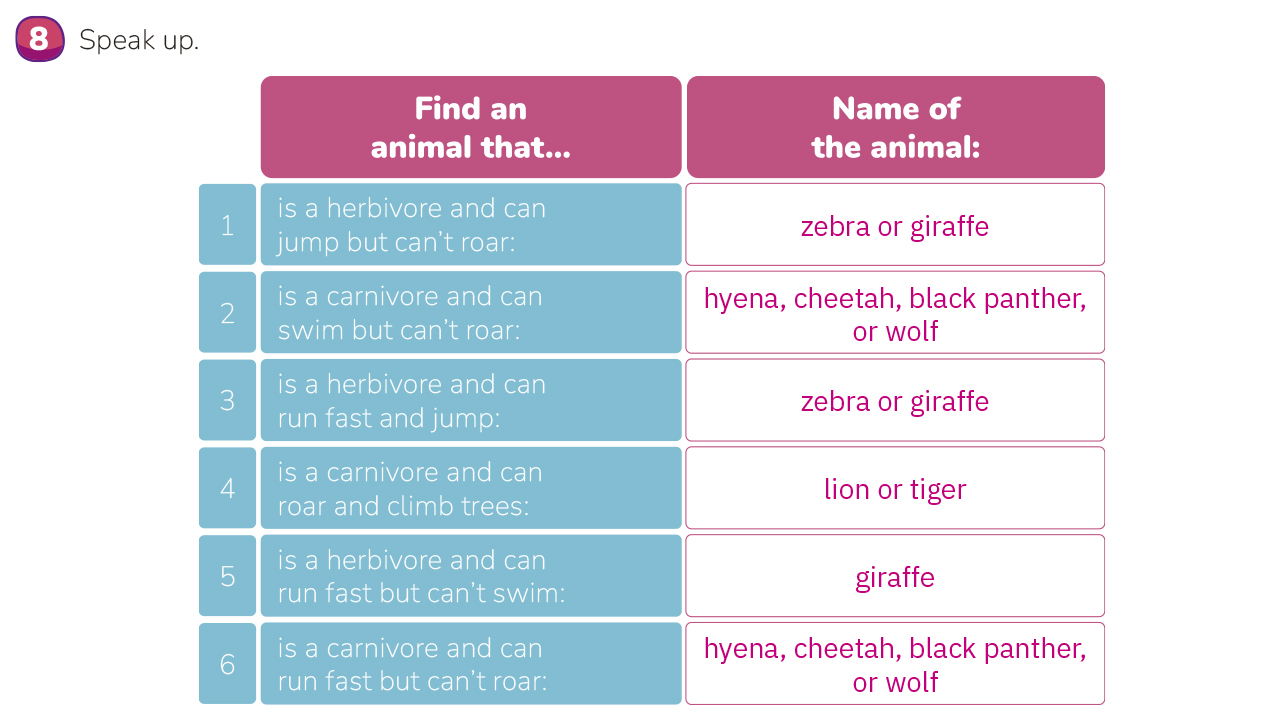 8 Speak up.
Find an
animal that...
Name of
the animal:
1
is a herbivore and can
jump but can't roar:
zebra or giraffe
2
is a carnivore and can
swim but can't roar:
hyena, cheetah, black panther,
or wolf
3
is a herbivore and can
run fast and jump:
zebra or giraffe
4
is a carnivore and can
roar and climb trees:
lion or tiger
5
is a herbivore and can
run fast but can't swim:
giraffe
6
is a carnivore and can
run fast but can't roar:
hyena, cheetah, black panther,
or wolf